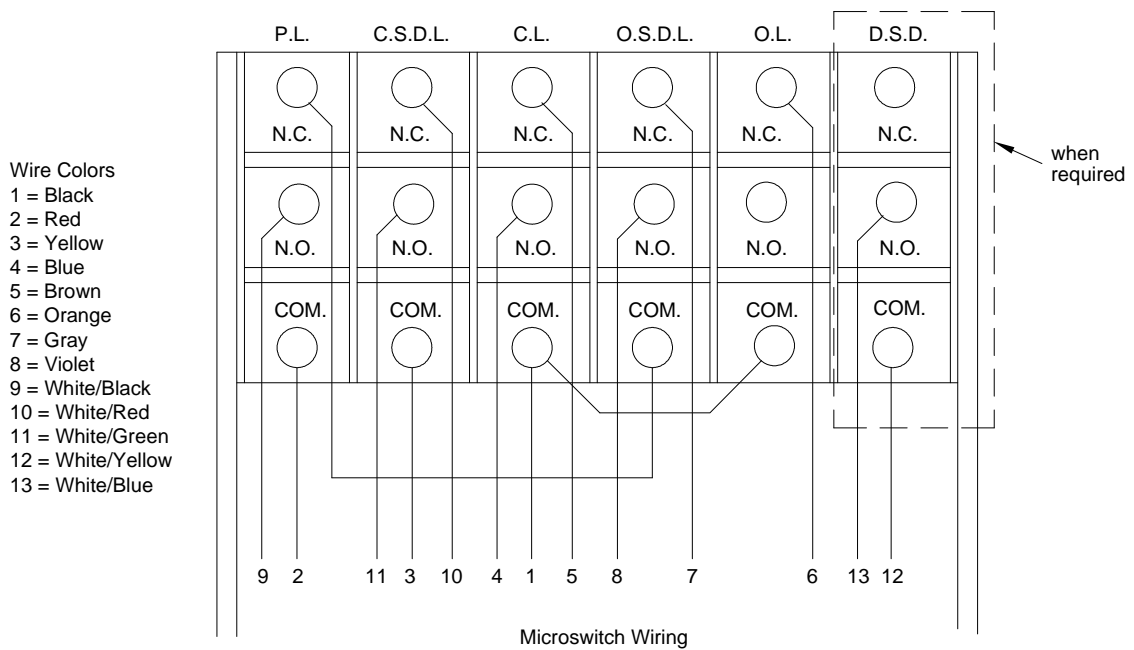 P.L. C.S.D.L. C.L. O.S.D.L. O.L. D.S.D.
N.C. N.C. N.C. N.C. N.C. N.C.
when
required
N.O. N.O. N.O. N.O. N.O. N.O.
COM. COM. COM. COM. COM. COM.
Wire Colors
1 = Black
2 = Red
3 = Yellow
4 = Blue
5 = Brown
6 = Orange
7 = Gray
8 = Violet
9 = White/Black
10 = White/Red
11 = White/Green
12 = White/Yellow
13 = White/Blue
9 2 11 3 10 4 1 5 8 7 6 13 12
Microswitch Wiring